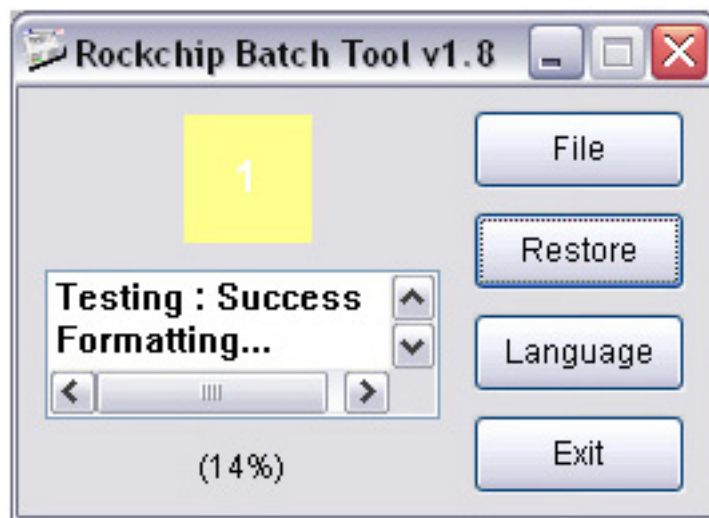 Rockchip Batch Tool v1.8
1
File
Restore
Testing : Success
Formatting...
Language
(14%)
Exit